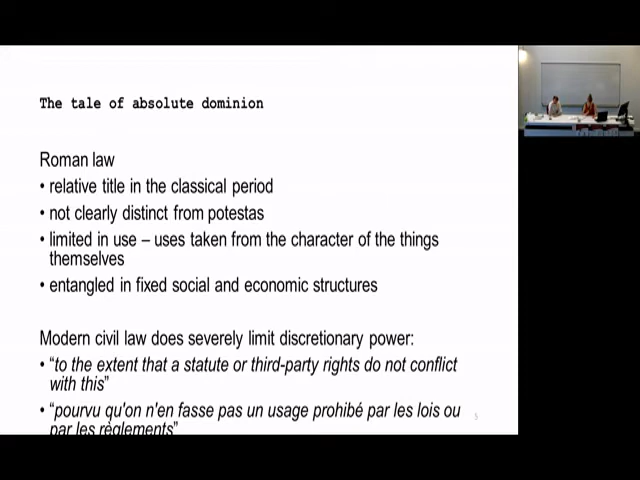 The tale of absolute dominion
Roman law
• relative title in the classical period
• not clearly distinct from potestas
• limited in use – uses taken from the character of the things
themselves
• entangled in fixed social and economic structures
Modern civil law does severely limit discretionary power:
• “to the extent that a statute or third-party rights do not conflict
with this”
• “pourvu qu'on n'en fasse pas un usage prohibé par les lois ou
par les règlements”
5